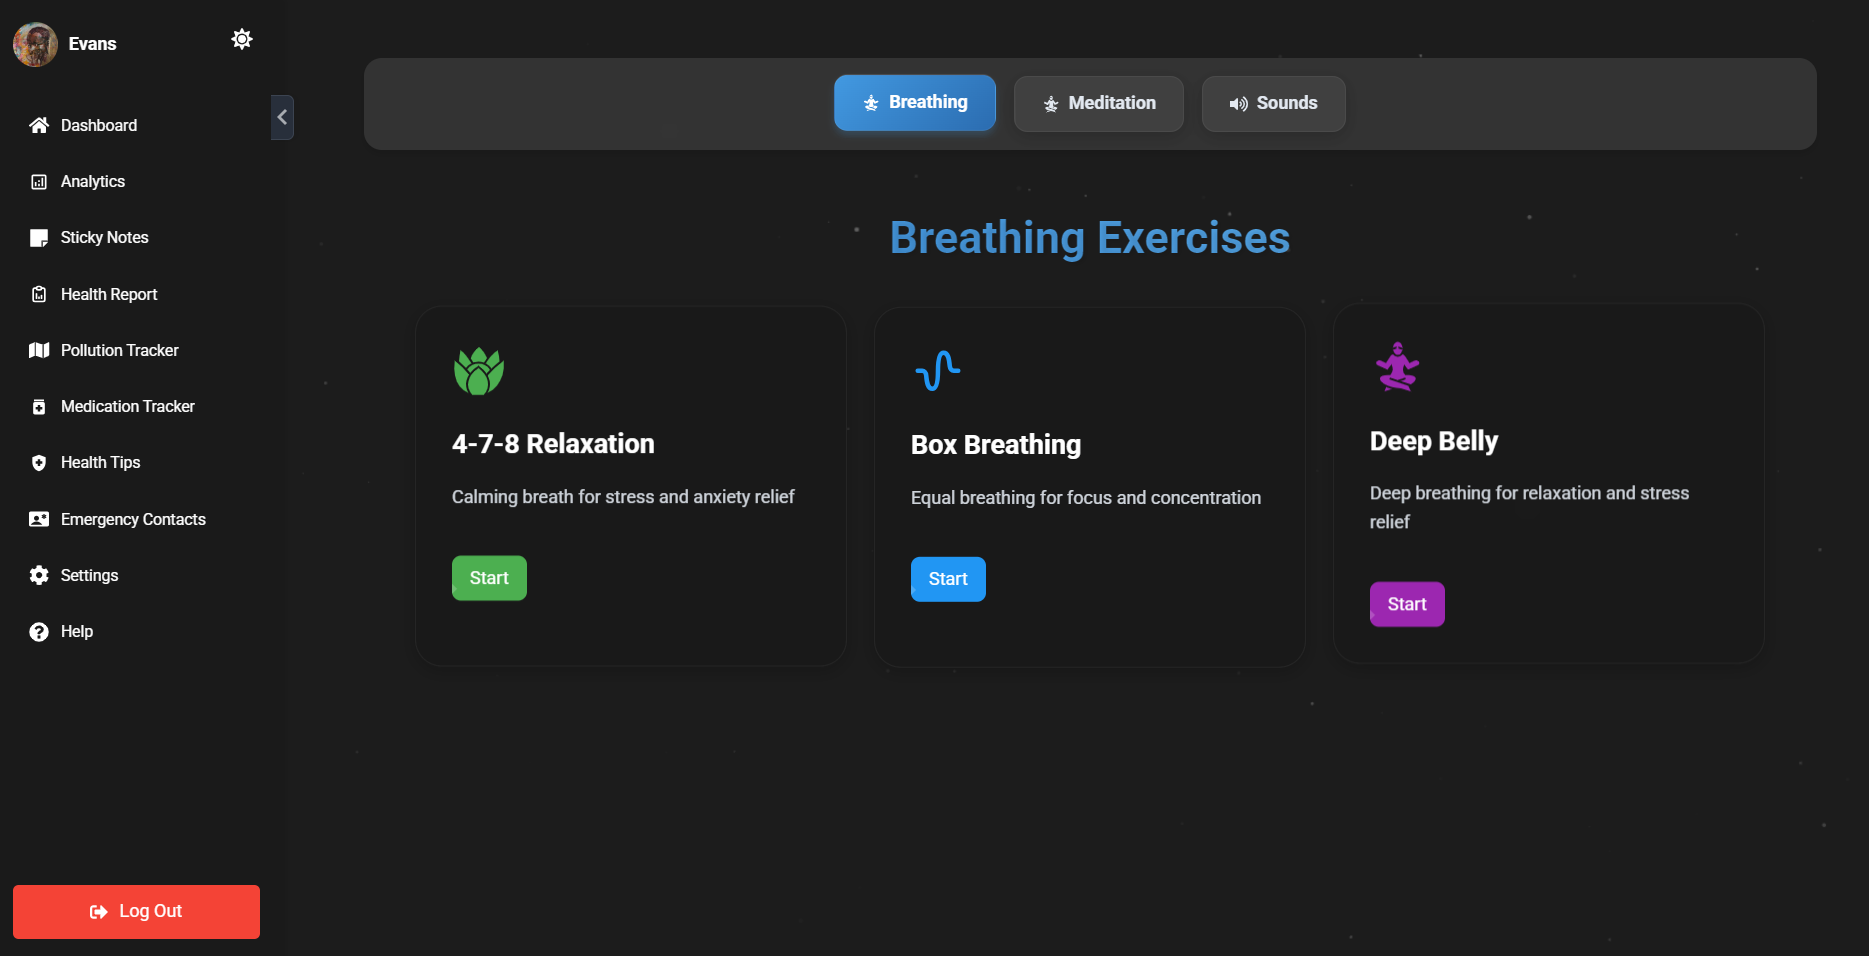 Evans
Dashboard
Analytics
Sticky Notes
Health Report
Pollution Tracker
Medication Tracker
Health Tips
Emergency Contacts
Settings
Help
Log Out
Breathing
Meditation
Sounds
Breathing Exercises
4-7-8 Relaxation
Calming breath for stress and anxiety relief
Start
Box Breathing
Equal breathing for focus and concentration
Start
Deep Belly
Deep breathing for relaxation and stress
relief
Start